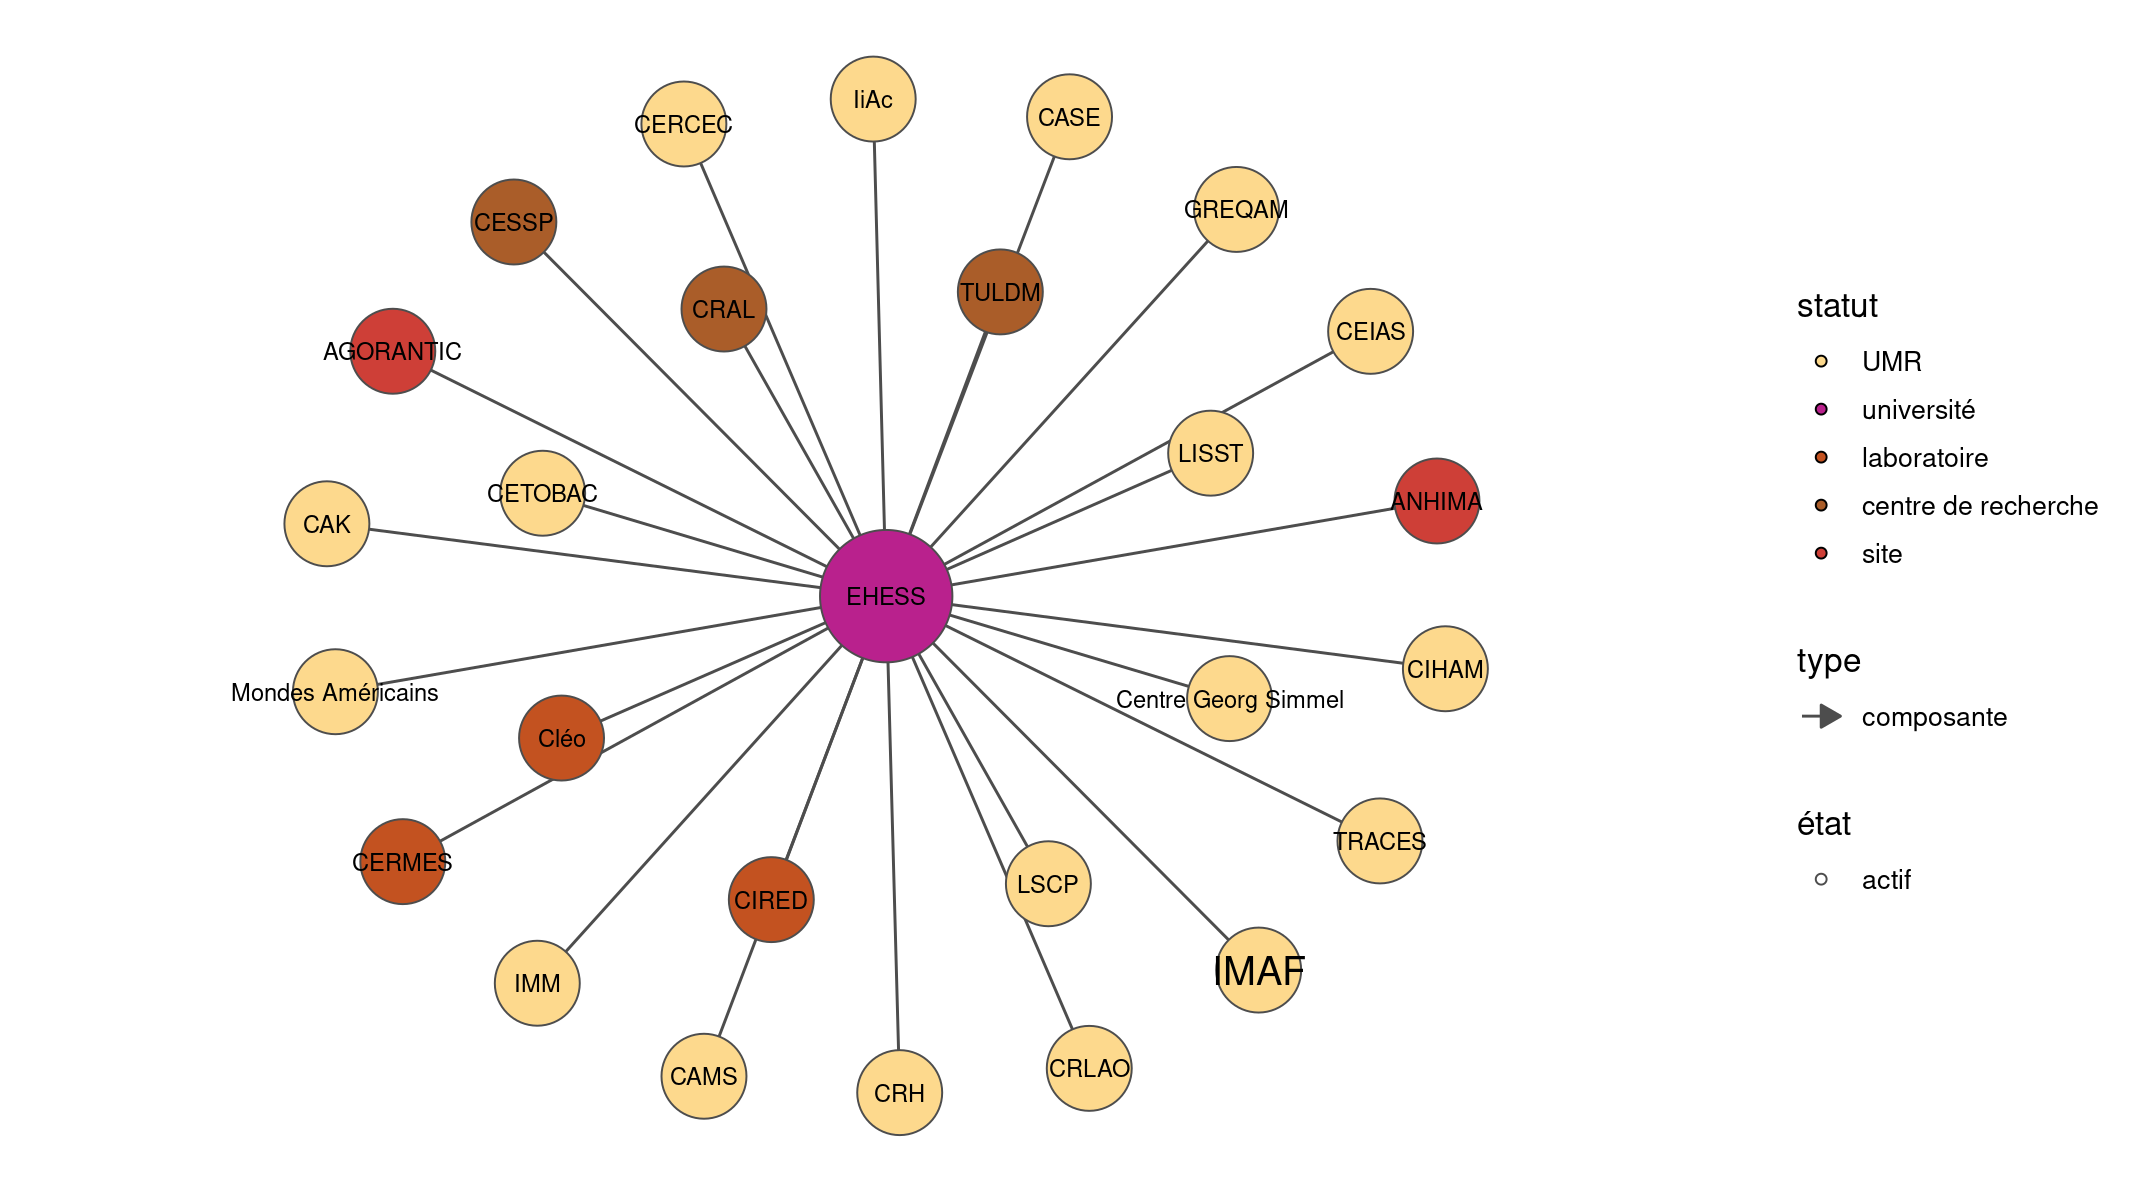 IiAc
CASE
CERCEC
GREQAM
CESSP
TULDM
CRAL
CEIAS
AGORANTIC
LISST
CETOBAC
ANHIMA
CAK
EHESS
CIHAM
Mondes Américains
Centre Georg Simmel
Cléo
TRACES
CERMES
LSCP
CIRED
IMAF
IMM
CRLAO
CAMS
CRH
statut
UMR
université
laboratoire
centre de recherche
site
type
composante
état
actif